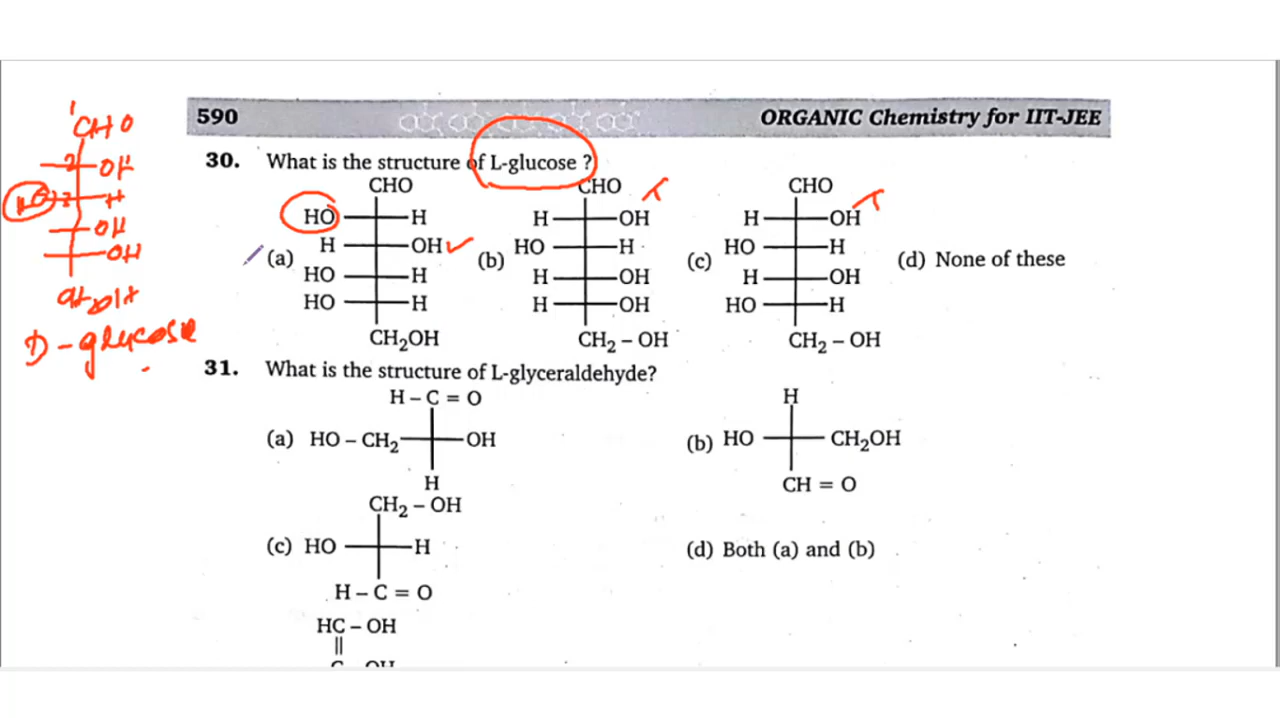 590 ORGANIC Chemistry for IIT-JEE
30. What is the structure of L-glucose ?
CHO CHO CHO
HO H H OH H OH
(a) H OH (b) HO H (c) HO H (d) None of these
HO H H OH H OH
HO H H OH HO H
CH₂OH CH₂ – OH CH₂ – OH
31. What is the structure of L-glyceraldehyde?
H – C = O H
(a) HO – CH₂ OH (b) HO CH₂OH
H CH = O
CH₂ – OH
(c) HO H (d) Both (a) and (b)
H – C = O
HC – OH
||
1
CHO
2 OH
H
OH
OH
D-glucose